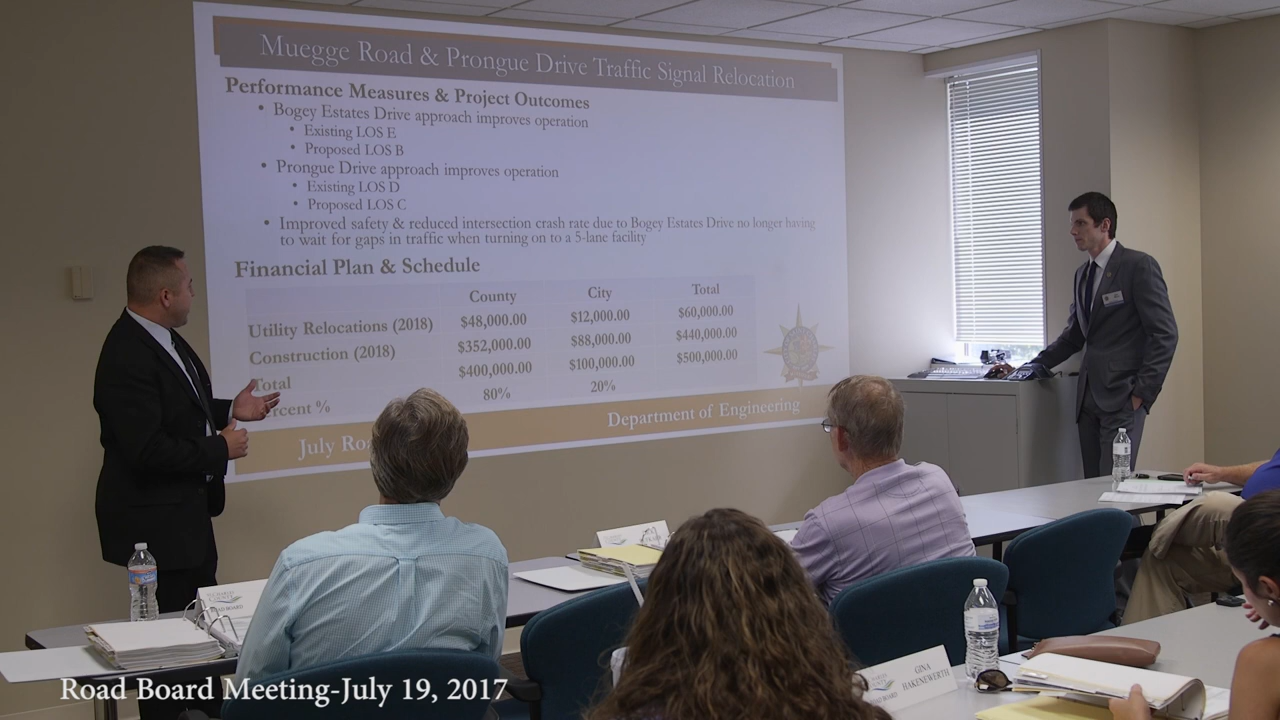 Muegge Road & Prongue Drive Traffic Signal Relocation
Performance Measures & Project Outcomes
• Bogey Estates Drive approach improves operation
• Existing LOS E
• Proposed LOS B
• Prongue Drive approach improves operation
• Existing LOS D
• Proposed LOS C
• Improved safety & reduced intersection crash rate due to Bogey Estates Drive no longer having
to wait for gaps in traffic when turning on to a 5-lane facility
Financial Plan & Schedule
County City Total
Utility Relocations (2018) $48,000.00 $12,000.00 $60,000.00
Construction (2018) $352,000.00 $88,000.00 $440,000.00
Total $400,000.00 $100,000.00 $500,000.00
ercent % 80% 20%
July Roa
Department of Engineering
AD BOARD
GINA
HAKENEWERTH
BOARD
Road Board Meeting-July 19, 2017